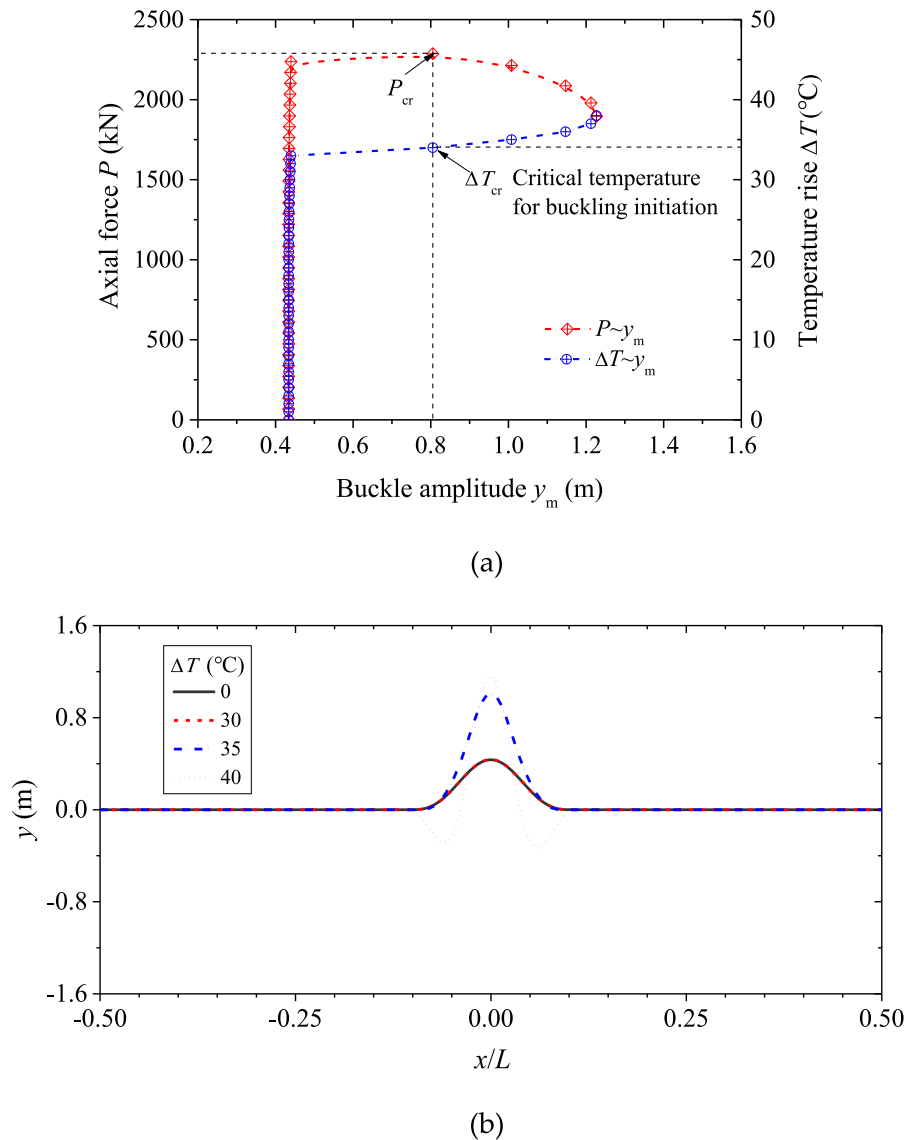 2500
2000
1500
1000
500
0
Axial force P (kN)
50
40
30
20
10
0
Temperature rise ΔT (℃)
P_cr
ΔT_cr Critical temperature
for buckling initiation
P~y_m
ΔT~y_m
0.2 0.4 0.6 0.8 1.0 1.2 1.4 1.6
Buckle amplitude y_m (m)
(a)
1.6
0.8
0.0
-0.8
-1.6
y (m)
ΔT (℃)
0
30
35
40
-0.50 -0.25 0.00 0.25 0.50
x/L
(b)